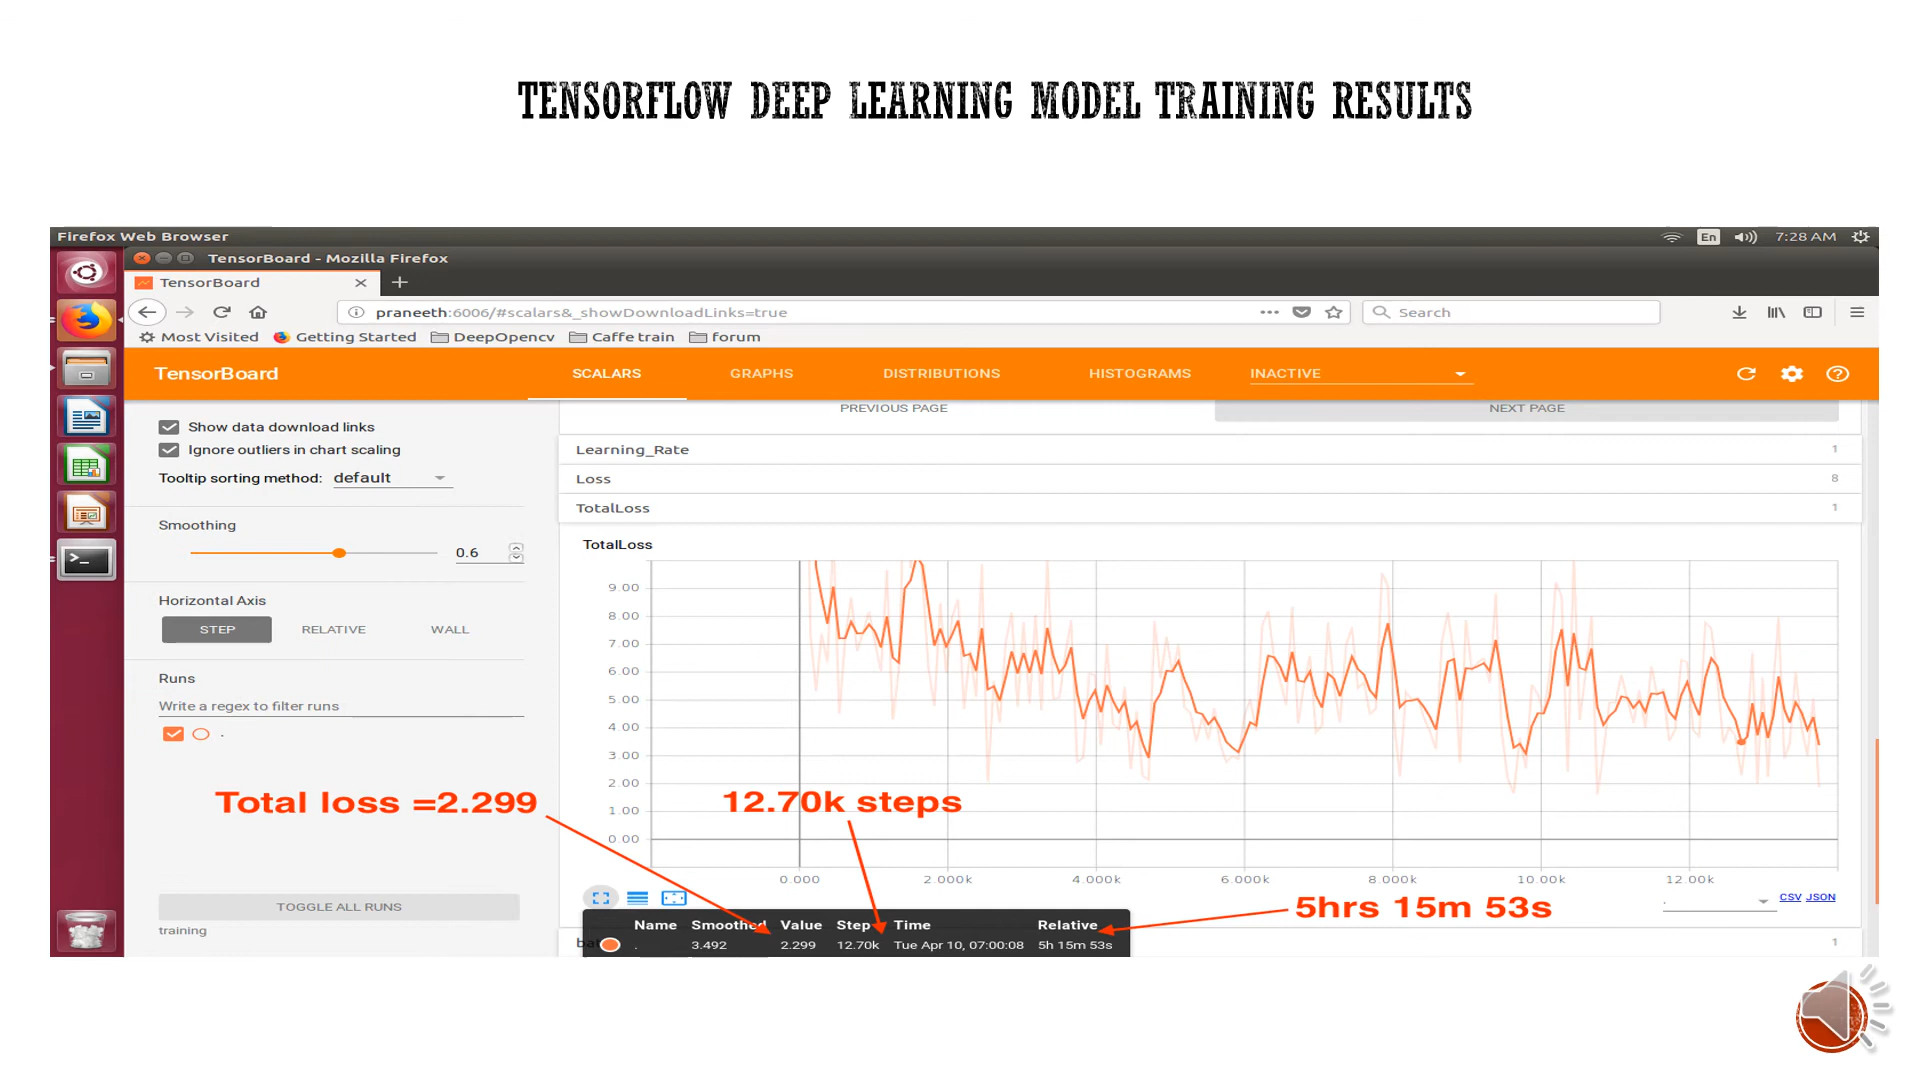 TENSORFLOW DEEP LEARNING MODEL TRAINING RESULTS
Firefox Web Browser
En
7:28 AM
TensorBoard - Mozilla Firefox
TensorBoard
praneeth:6006/#scalars&_showDownloadLinks=true
Search
Most Visited
Getting Started
DeepOpencv
Caffe train
forum
TensorBoard
SCALARS
GRAPHS
DISTRIBUTIONS
HISTOGRAMS
INACTIVE
Show data download links
Ignore outliers in chart scaling
Tooltip sorting method: default
Smoothing
0.6
Horizontal Axis
STEP
RELATIVE
WALL
Runs
Write a regex to filter runs
.
Total loss =2.299
TOGGLE ALL RUNS
training
PREVIOUS PAGE
NEXT PAGE
Learning_Rate
1
Loss
8
TotalLoss
1
TotalLoss
9.00
8.00
7.00
6.00
5.00
4.00
3.00
2.00
1.00
0.00
12.70k steps
0.000
2.000k
4.000k
6.000k
8.000k
10.00k
12.00k
5hrs 15m 53s
.
CSV JSON
Name Smoothed Value Step Time Relative
. 3.492 2.299 12.70k Tue Apr 10, 07:00:08 5h 15m 53s
1